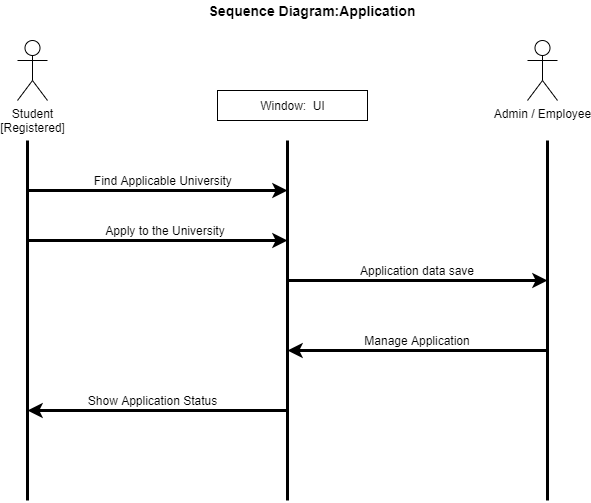 Sequence Diagram:Application
Student
[Registered]
Window:  UI
Admin / Employee
Find Applicable University
Apply to the University
Application data save
Manage Application
Show Application Status